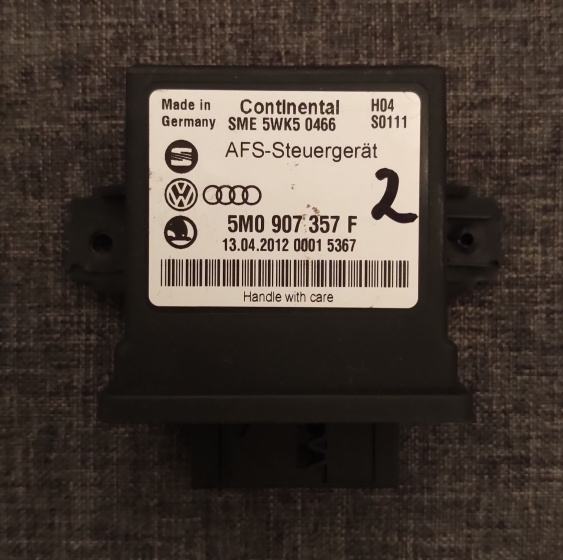 Made in Continental H04
Germany SME 5WK5 0466 S0111
AFS-Steuergerät
2
5M0 907 357 F
13.04.2012 0001 5367
Handle with care